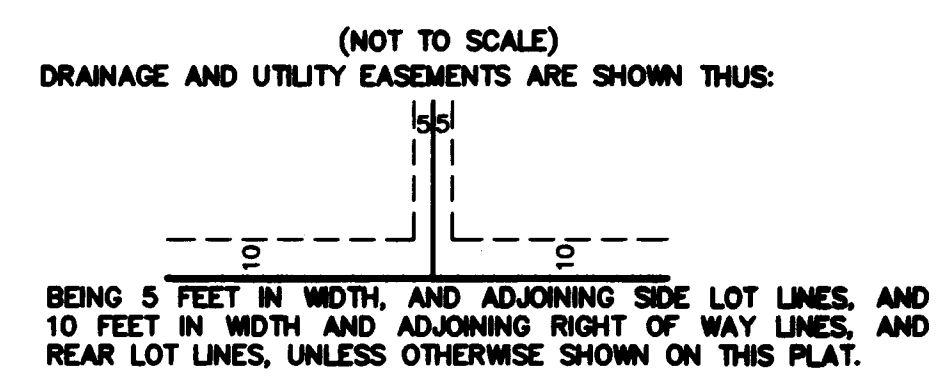 (NOT TO SCALE)
DRAINAGE AND UTILITY EASEMENTS ARE SHOWN THUS:
5 5
10 10
BEING 5 FEET IN WIDTH, AND ADJOINING SIDE LOT LINES, AND
10 FEET IN WIDTH AND ADJOINING RIGHT OF WAY LINES, AND
REAR LOT LINES, UNLESS OTHERWISE SHOWN ON THIS PLAT.